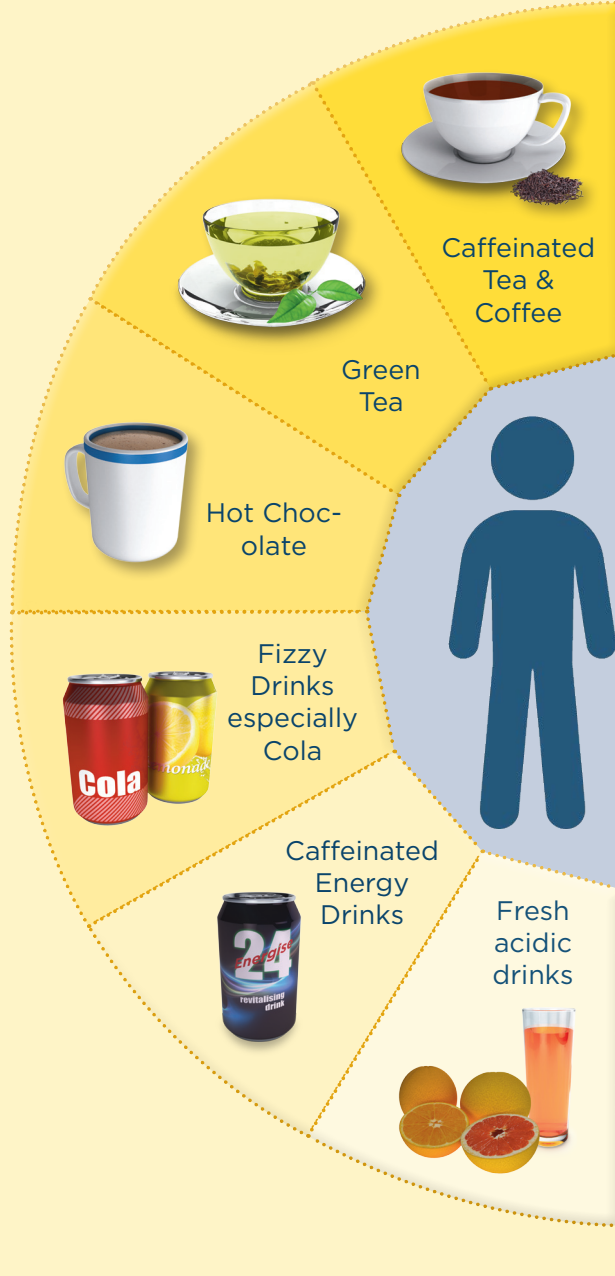 Caffeinated
Tea &
Coffee
Green
Tea
Hot Choc-
olate
Fizzy
Drinks
especially
Cola
Cola
Caffeinated
Energy
Drinks
24
Energise
revitalising
drink
Fresh
acidic
drinks